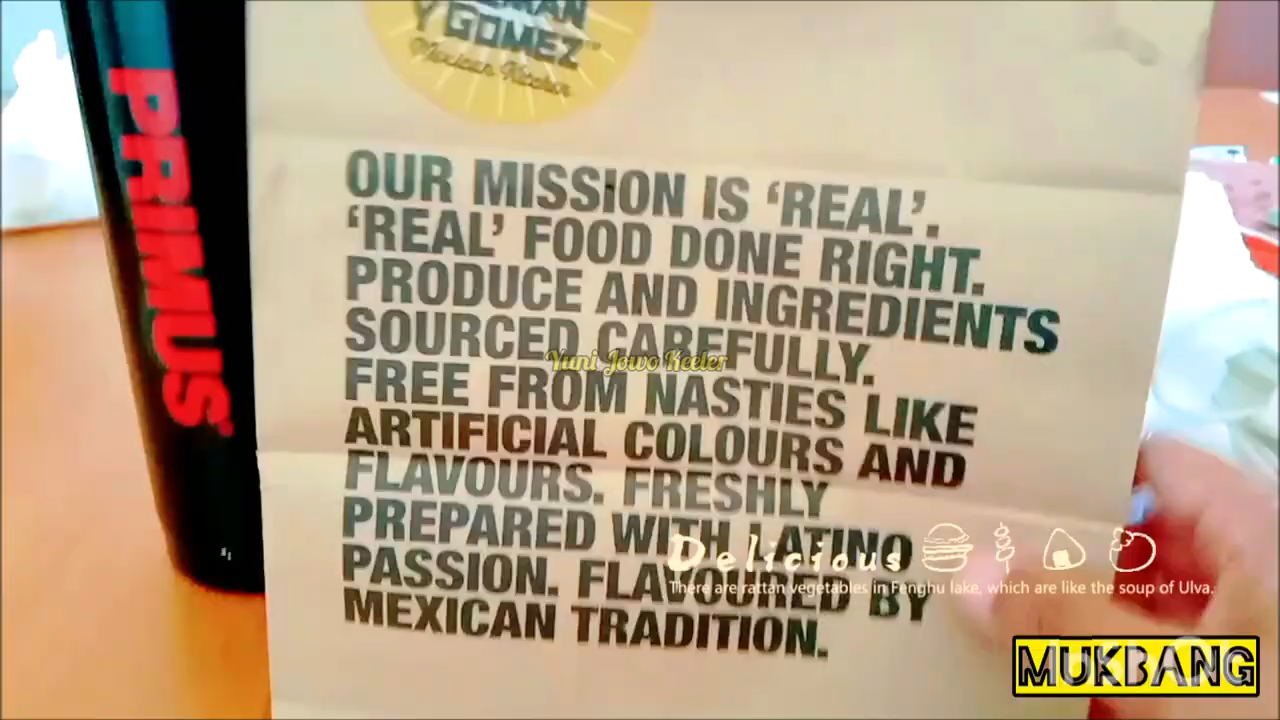 Y GOMEZ
Mexican Kitchen
PRIMUS
OUR MISSION IS ‘REAL’.
‘REAL’ FOOD DONE RIGHT.
PRODUCE AND INGREDIENTS
SOURCED CAREFULLY.
FREE FROM NASTIES LIKE
ARTIFICIAL COLOURS AND
FLAVOURS. FRESHLY
PREPARED WITH LATINO
PASSION. FLAVOURED BY
MEXICAN TRADITION.
Yuni Jowo Keeler
Delicious
There are rattan vegetables in Fenghu lake, which are like the soup of Ulva.
MUKBANG